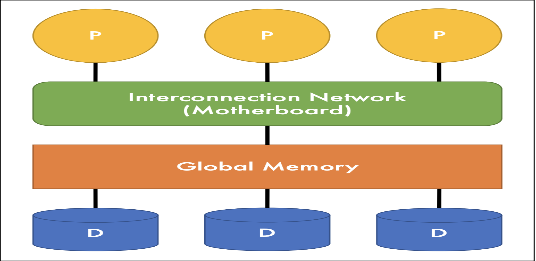 P
P
P
Interconnection Network
(Motherboard)
Global Memory
D
D
D